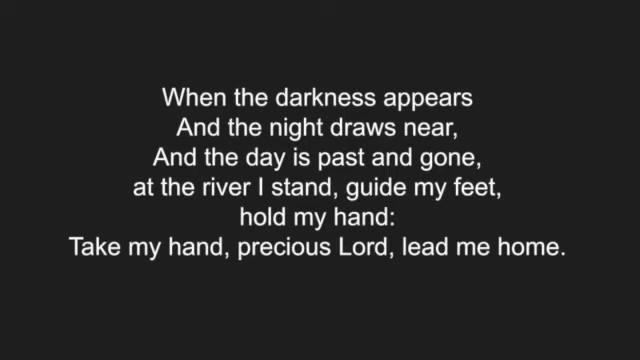 When the darkness appears
And the night draws near,
And the day is past and gone,
at the river I stand, guide my feet,
hold my hand:
Take my hand, precious Lord, lead me home.